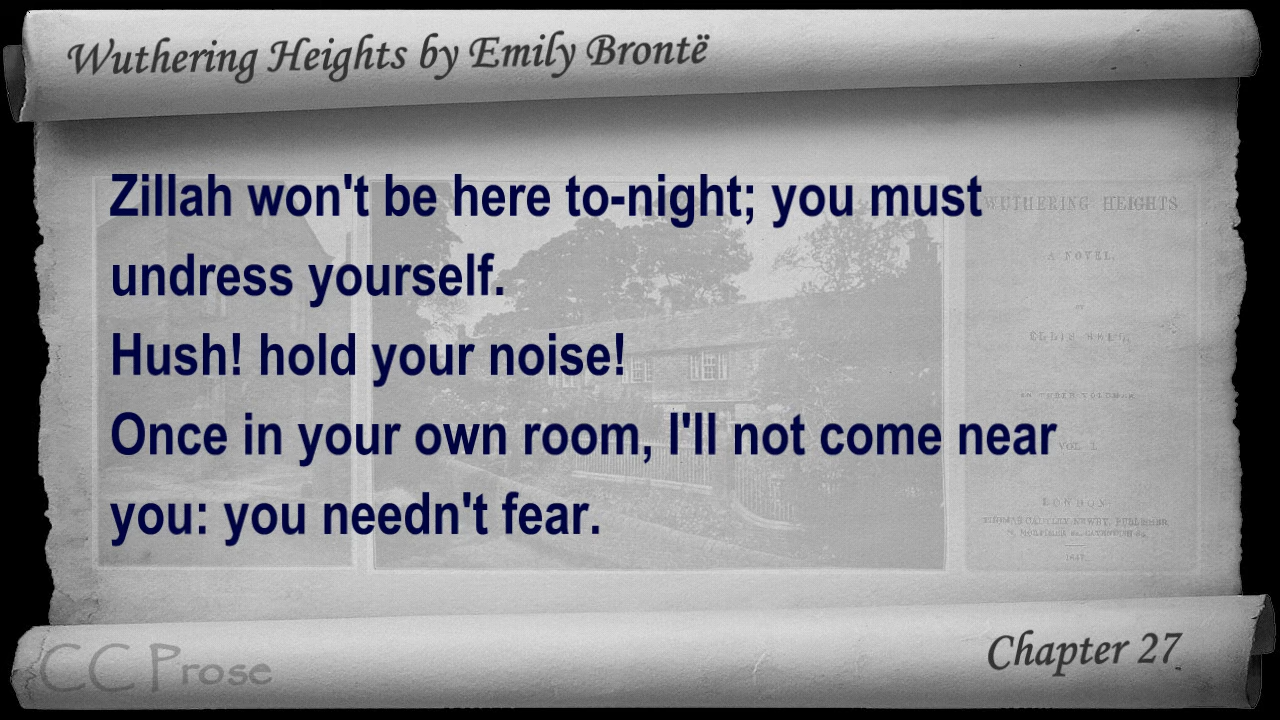 Wuthering Heights by Emily Brontë
Zillah won't be here to-night; you must
undress yourself.
Hush! hold your noise!
Once in your own room, I'll not come near
you: you needn't fear.
WUTHERING HEIGHTS
A NOVEL,
VOL. I.
LONDON:
1847.
CC Prose
Chapter 27